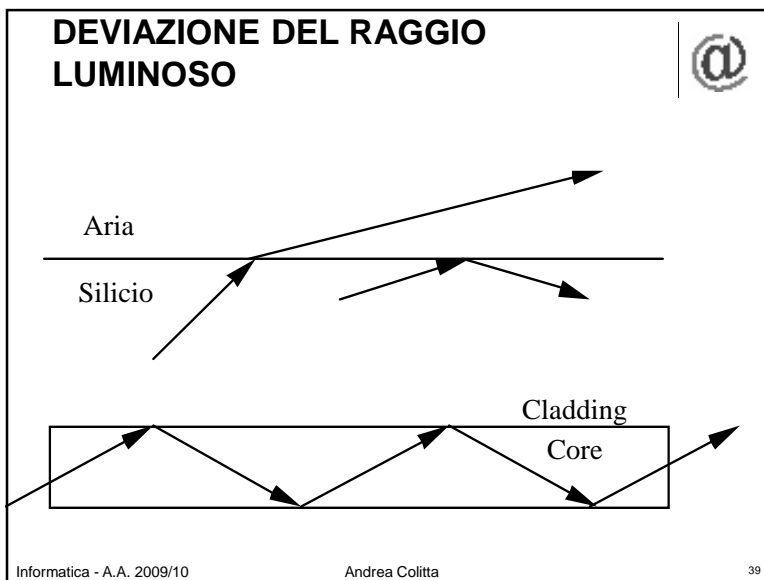 DEVIAZIONE DEL RAGGIO
LUMINOSO
@
Aria
Silicio
Cladding
Core
Informatica - A.A. 2009/10
Andrea Colitta
39